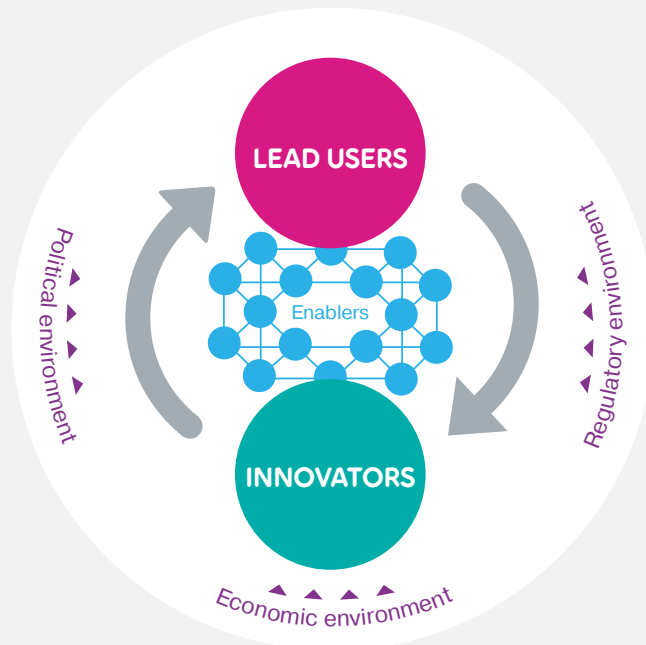 LEAD USERS
Political environment
Regulatory environment
Enablers
INNOVATORS
Economic environment